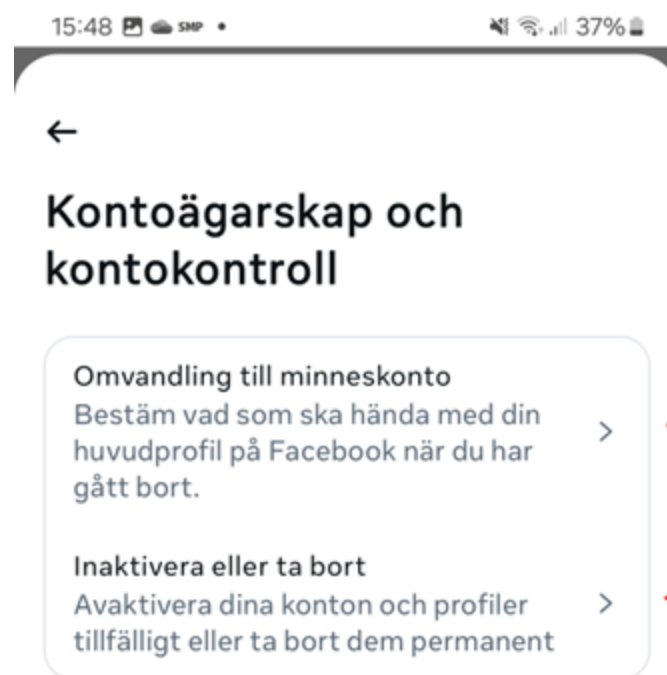 15:48 SMP 37%
Kontoägarskap och
kontokontroll
Omvandling till minneskonto
Bestäm vad som ska hända med din
huvudprofil på Facebook när du har
gått bort.
Inaktivera eller ta bort
Avaktivera dina konton och profiler
tillfälligt eller ta bort dem permanent